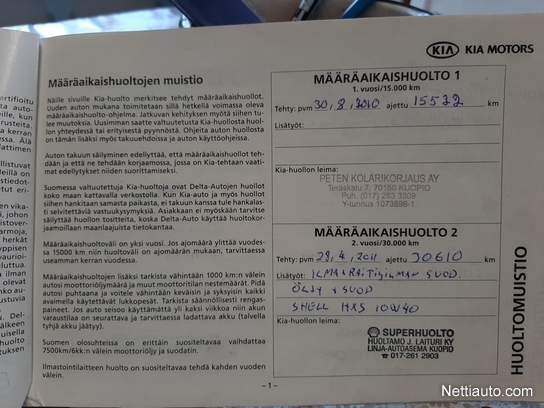 KIA KIA MOTORS
Määräaikaishuoltojen muistio
Näille sivuille Kia-huolto merkitsee tehdyt määräaikaishuollot.
Uuden auton mukana toimitetaan sillä hetkellä voimassa oleva
määräaikaishuolto-ohjelma. Jatkuvan kehityksen myötä siihen tu-
lee muutoksia. Uusimman saatte valtuutetusta Kia-huollosta huol-
lon yhteydessä tai erityisestä pyynnöstä. Ohjeita auton huollosta
on tämän lisäksi myös takuuehdoissa ja auton käyttöohjeessa.
Auton takuun säilyminen edellyttää, että määräaikaishuollot teh-
dään ja että ne tehdään korjaamossa, jossa on Kia-tehtaan vaati-
mat edellytykset niiden suorittamiseksi.
Suomessa valtuutettuja Kia-huoltoja ovat Delta-Autojen huollot
koko maan kattavalla verkostolla. Kun Kia-auto ja myös huollot
siihen hankitaan samasta paikasta, ei takuun kanssa tule hankalas-
ti selvitettäviä vastuukysymyksiä. Asiakkaan ei myöskään tarvitse
säilyttää huollon tositteita, koska Delta-Autot käyttää huoltokor-
jaamoillaan maanlaajuista tietokantaa.
Määräaikaishuoltoväli on yksi vuosi. Jos ajomäärä ylittää vuodes-
sa 15000 km niin huoltoväli on ajomäärän mukaan, tarvittaessa
useamman kerran vuodessa.
Määräaikaishuoltojen lisäksi tarkista vähintään 1000 km:n välein
autosi moottoriöljymäärä ja muut moottoritilan nestemäärät. Pidä
autosi puhtaana ja voitele vähintään keväisin ja syksyisin kaikki
avaimella käytettävät lukkopesät. Tarkista säännöllisesti rengas-
paineet. Jos auto seisoo käyttämättä yli kaksi viikkoa niin akun
varaustilaa on seurattava ja tarvittaessa ladattava akku (talvella
tyhjä akku jäätyy).
Suomen olosuhteissa on erittäin suositeltavaa vaihdattaa
7500km/6kk:n välein moottoriöljy ja suodatin.
Ilmastointilaitteen huolto on suositeltavaa tehdä kahden vuoden
välein.
MÄÄRÄAIKAISHUOLTO 1
1. vuosi/15.000 km
Tehty: pvm 30,8,2010 ajettu 15522 km
Lisätyöt:
Kia-huollon leima:
PETEN KOLARIKORJAUS AY
Teräskatu 7, 70150 KUOPIO
Puh. (017) 263 3309
Y-tunnus 1073698-1
MÄÄRÄAIKAISHUOLTO 2
2. vuosi/30.000 km
Tehty: pvm 28,4,2011 ajettu 30610 km
Lisätyöt: ILMA + RAITISILMAN SUOD.
ÖLJY + SUOD
SHELL HX5 10W40
Kia-huollon leima:
SUPERHUOLTO
HUOLTAMO J. LAITURI KY
LINJA-AUTOASEMA KUOPIO
☎ 017-261 2903
HUOLTOMUISTIO
– 1 –
Nettiauto.com